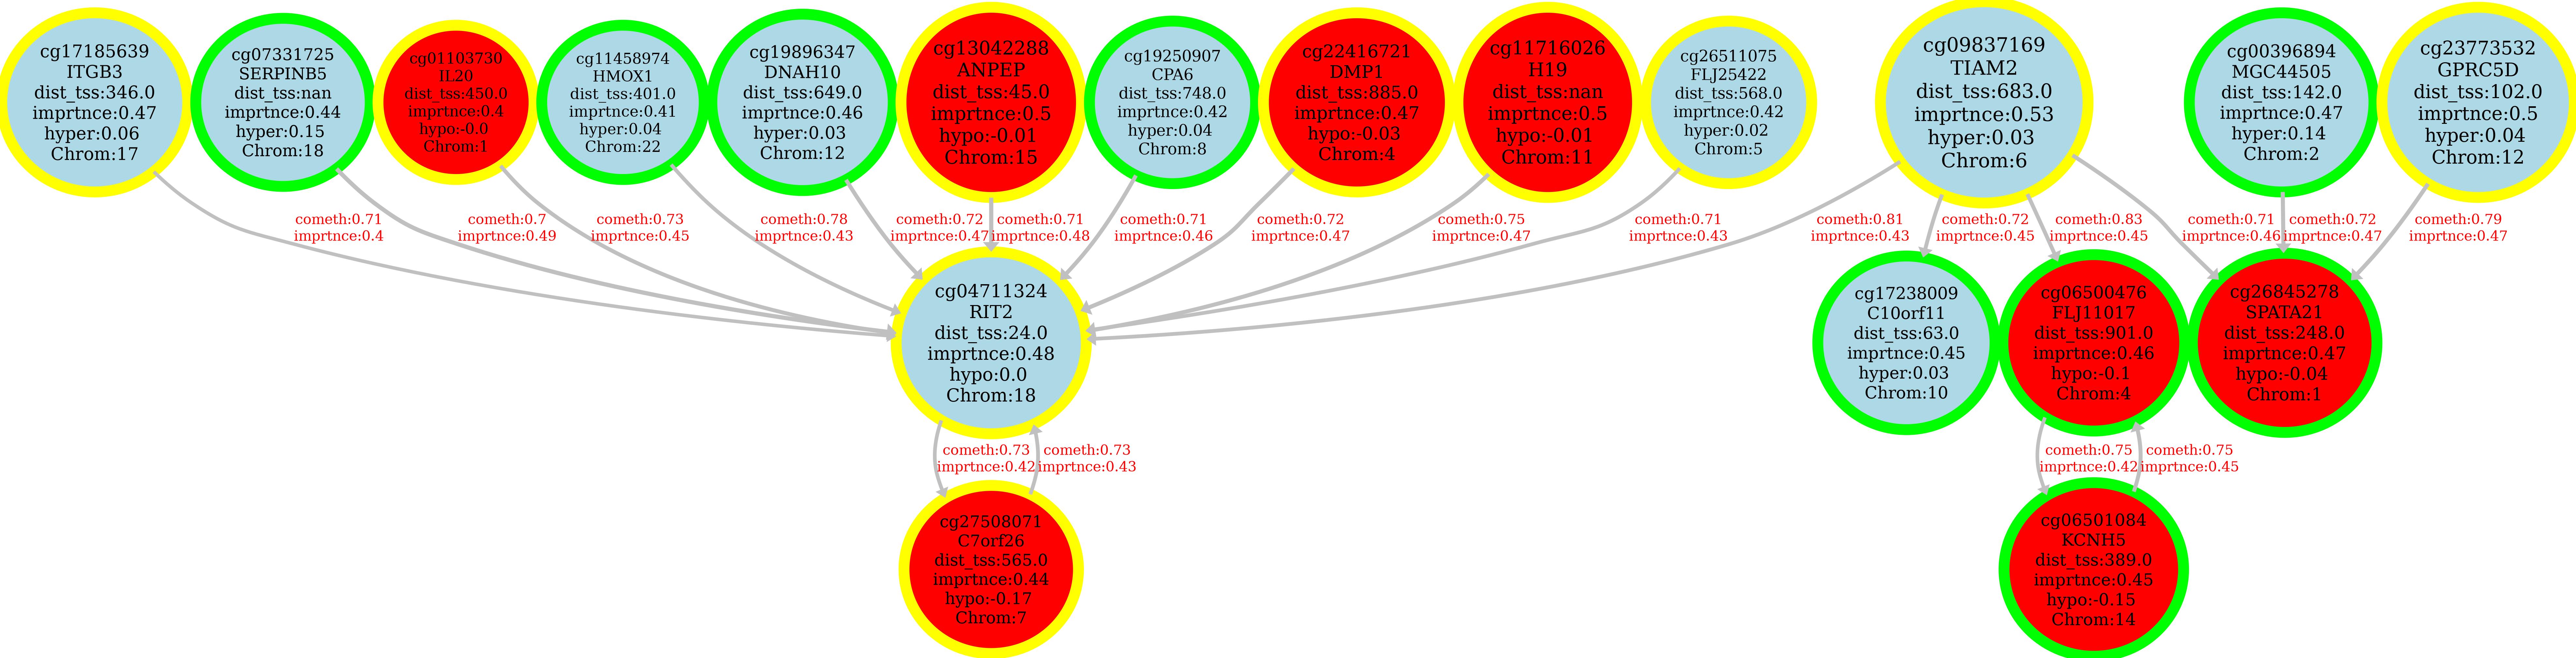 cg17185639
ITGB3
dist_tss:346.0
imprtnce:0.47
hyper:0.06
Chrom:17
cg07331725
SERPINB5
dist_tss:nan
imprtnce:0.44
hyper:0.15
Chrom:18
cg01103730
IL20
dist_tss:450.0
imprtnce:0.4
hypo:-0.0
Chrom:1
cg11458974
HMOX1
dist_tss:401.0
imprtnce:0.41
hyper:0.04
Chrom:22
cg19896347
DNAH10
dist_tss:649.0
imprtnce:0.46
hyper:0.03
Chrom:12
cg13042288
ANPEP
dist_tss:45.0
imprtnce:0.5
hypo:-0.01
Chrom:15
cg19250907
CPA6
dist_tss:748.0
imprtnce:0.42
hyper:0.04
Chrom:8
cg22416721
DMP1
dist_tss:885.0
imprtnce:0.47
hypo:-0.03
Chrom:4
cg11716026
H19
dist_tss:nan
imprtnce:0.5
hypo:-0.01
Chrom:11
cg26511075
FLJ25422
dist_tss:568.0
imprtnce:0.42
hyper:0.02
Chrom:5
cg09837169
TIAM2
dist_tss:683.0
imprtnce:0.53
hyper:0.03
Chrom:6
cg00396894
MGC44505
dist_tss:142.0
imprtnce:0.47
hyper:0.14
Chrom:2
cg23773532
GPRC5D
dist_tss:102.0
imprtnce:0.5
hyper:0.04
Chrom:12
cometh:0.71
imprtnce:0.4
cometh:0.7
imprtnce:0.49
cometh:0.73
imprtnce:0.45
cometh:0.78
imprtnce:0.43
cometh:0.72
imprtnce:0.47
cometh:0.71
imprtnce:0.48
cometh:0.71
imprtnce:0.46
cometh:0.72
imprtnce:0.47
cometh:0.75
imprtnce:0.47
cometh:0.71
imprtnce:0.43
cometh:0.81
imprtnce:0.43
cometh:0.72
imprtnce:0.45
cometh:0.83
imprtnce:0.45
cometh:0.71
imprtnce:0.46
cometh:0.72
imprtnce:0.47
cometh:0.79
imprtnce:0.47
cg04711324
RIT2
dist_tss:24.0
imprtnce:0.48
hypo:0.0
Chrom:18
cg17238009
C10orf11
dist_tss:63.0
imprtnce:0.45
hyper:0.03
Chrom:10
cg06500476
FLJ11017
dist_tss:901.0
imprtnce:0.46
hypo:-0.1
Chrom:4
cg26845278
SPATA21
dist_tss:248.0
imprtnce:0.47
hypo:-0.04
Chrom:1
cometh:0.73
imprtnce:0.42
cometh:0.73
imprtnce:0.43
cometh:0.75
imprtnce:0.42
cometh:0.75
imprtnce:0.45
cg27508071
C7orf26
dist_tss:565.0
imprtnce:0.44
hypo:-0.17
Chrom:7
cg06501084
KCNH5
dist_tss:389.0
imprtnce:0.45
hypo:-0.15
Chrom:14